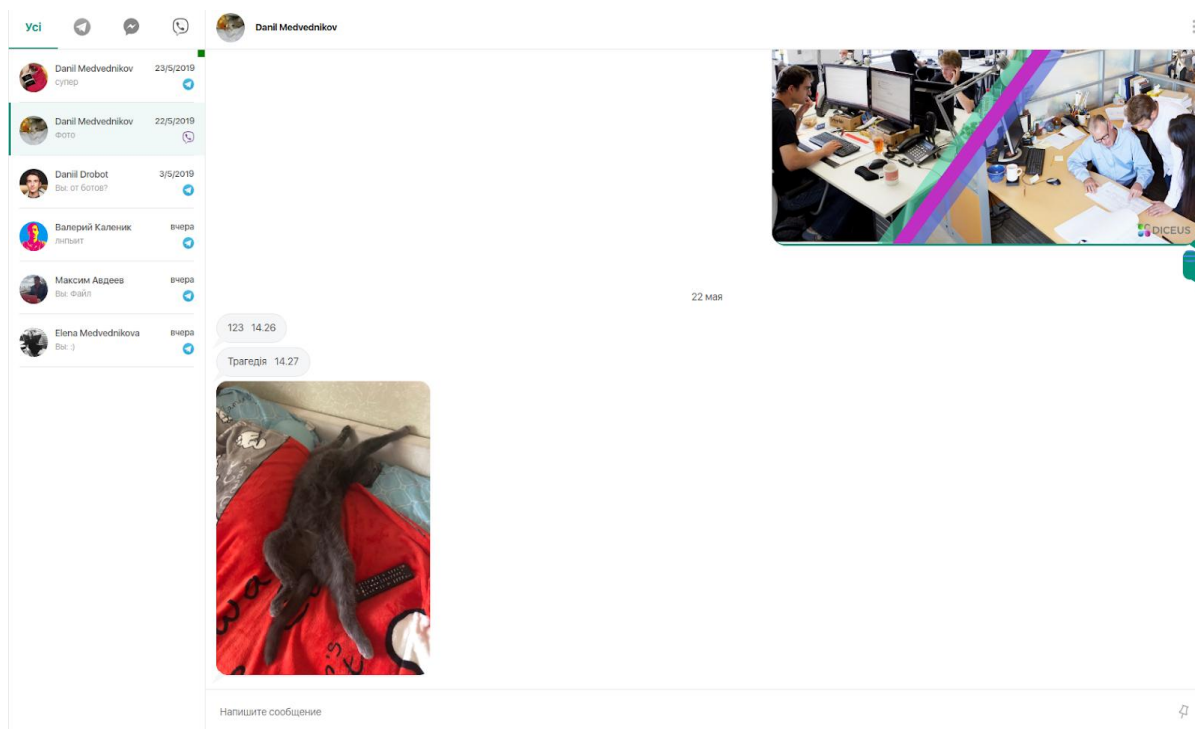 Усі
Danil Medvednikov 23/5/2019
супер
Danil Medvednikov 22/5/2019
Фото
Daniil Drobot 3/5/2019
Вы: от ботов?
Валерий Каленик вчера
лнпыит
Максим Авдеев вчера
Вы: Файл
Elena Medvednikova вчера
Вы: :)
Danil Medvednikov
DICEUS
22 мая
123 14.26
Трагедія 14.27
Напишите сообщение